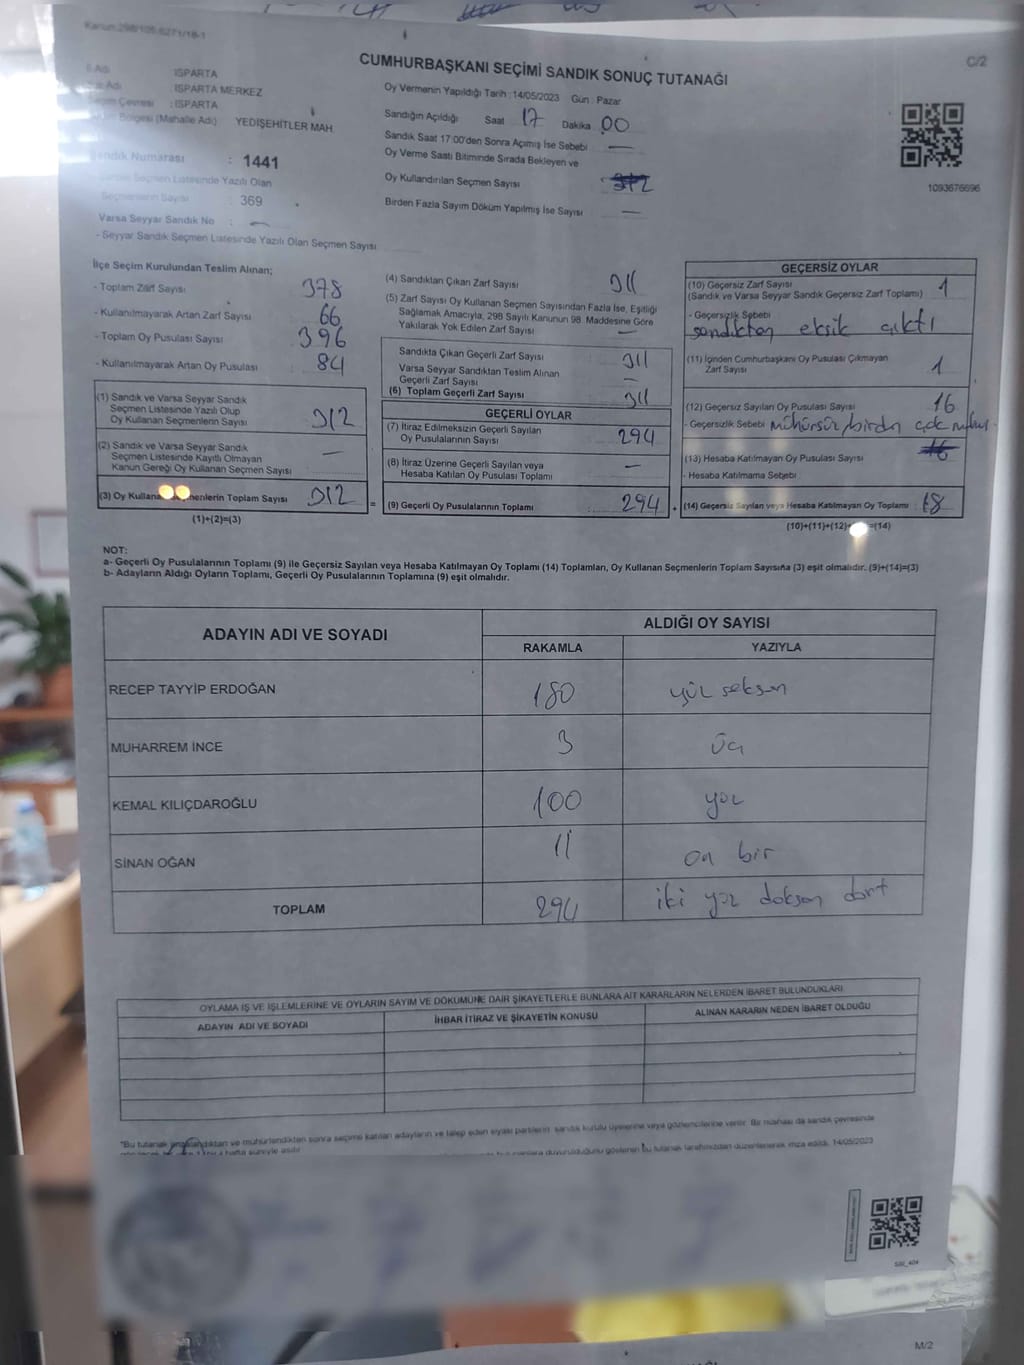 Kanun:298/105-6271/18-1
C/2
CUMHURBAŞKANI SEÇİMİ SANDIK SONUÇ TUTANAĞI
İl Adı : ISPARTA
Adı : ISPARTA MERKEZ
Seçim Çevresi : ISPARTA
Bölgesi (Mahalle Adı) YEDİŞEHİTLER MAH.
Sandık Numarası : 1441
Seçmen Listesinde Yazılı Olan
Seçmenlerin Sayısı : 369
Varsa Seyyar Sandık No : —
- Seyyar Sandık Seçmen Listesinde Yazılı Olan Seçmen Sayısı
Oy Vermenin Yapıldığı Tarih : 14/05/2023 Gün : Pazar
Sandığın Açıldığı Saat 17 Dakika 00
Sandık Saat 17:00'den Sonra Açımış İse Sebebi —
Oy Verme Saati Bitiminde Sırada Bekleyen ve
Oy Kullandırılan Seçmen Sayısı
Birden Fazla Sayım Döküm Yapılmış İse Sayısı —
1093676696
İlçe Seçim Kurulundan Teslim Alınan;
- Toplam Zarf Sayısı 378
- Kullanılmayarak Artan Zarf Sayısı 66
- Toplam Oy Pusulası Sayısı 396
- Kullanılmayarak Artan Oy Pusulası 84
(1) Sandık ve Varsa Seyyar Sandık
Seçmen Listesinde Yazılı Olup
Oy Kullanan Seçmenlerin Sayısı 312
(2) Sandık ve Varsa Seyyar Sandık
Seçmen Listesinde Kayıtlı Olmayan
Kanun Gereği Oy Kullanan Seçmen Sayısı —
(3) Oy Kullanan Seçmenlerin Toplam Sayısı 312 =
(1)+(2)=(3)
(4) Sandıktan Çıkan Zarf Sayısı 311
(5) Zarf Sayısı Oy Kullanan Seçmen Sayısından Fazla İse, Eşitliği
Sağlamak Amacıyla, 298 Sayılı Kanunun 98. Maddesine Göre
Yakılarak Yok Edilen Zarf Sayısı —
Sandıkta Çıkan Geçerli Zarf Sayısı 311
Varsa Seyyar Sandıktan Teslim Alınan
Geçerli Zarf Sayısı —
(6) Toplam Geçerli Zarf Sayısı 311
GEÇERLİ OYLAR
(7) İtiraz Edilmeksizin Geçerli Sayılan
Oy Pusulalarının Sayısı 294
(8) İtiraz Üzerine Geçerli Sayılan veya
Hesaba Katılan Oy Pusulası Toplamı —
(9) Geçerli Oy Pusulalarının Toplamı : 294 +
GEÇERSİZ OYLAR
(10) Geçersiz Zarf Sayısı 1
(Sandık ve Varsa Seyyar Sandık Geçersiz Zarf Toplamı)
- Geçersizlik Sebebi
sandıktan eksik çıktı
(11) İçinden Cumhurbaşkanı Oy Pusulası Çıkmayan
Zarf Sayısı 1
(12) Geçersiz Sayılan Oy Pusulası Sayısı 16
- Geçersizlik Sebebi mühürsüz/birden çok mühür
(13) Hesaba Katılmayan Oy Pusulası Sayısı
- Hesaba Katılmama Sebebi
(14) Geçersiz Sayılan veya Hesaba Katılmayan Oy Toplamı : 18
(10)+(11)+(12)+ =(14)
NOT:
a- Geçerli Oy Pusulalarının Toplamı (9) ile Geçersiz Sayılan veya Hesaba Katılmayan Oy Toplamı (14) Toplamları, Oy Kullanan Seçmenlerin Toplam Sayısına (3) eşit olmalıdır. (9)+(14)=(3)
b- Adayların Aldığı Oyların Toplamı, Geçerli Oy Pusulalarının Toplamına (9) eşit olmalıdır.
ADAYIN ADI VE SOYADI ALDIĞI OY SAYISI
RAKAMLA YAZIYLA
RECEP TAYYİP ERDOĞAN 180 yüz seksen
MUHARREM İNCE 3 üç
KEMAL KILIÇDAROĞLU 100 yüz
SİNAN OĞAN 11 on bir
TOPLAM 294 iki yüz doksan dört
OYLAMA İŞ VE İŞLEMLERİNE VE OYLARIN SAYIM VE DÖKÜMÜNE DAİR ŞİKAYETLERLE BUNLARA AİT KARARLARIN NELERDEN İBARET BULUNDUKLARI
ADAYIN ADI VE SOYADI İHBAR İTİRAZ VE ŞİKAYETİN KONUSU ALINAN KARARIN NEDEN İBARET OLDUĞU
*Bu tutanak imzalandıktan ve mühürlendikten sonra seçime katılan adayların ve talep eden siyasi partilerin sandık kurulu üyelerine veya gözlemcilerine verilir. Bir nüshası da sandık çevresinde
1 hafta süreyle asılır. duyurulduğunu gösteren bu tutanak tarafımızdan düzenlenerek imza edildi. 14/05/2023
M/2